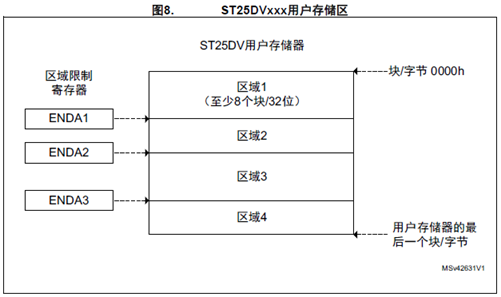 图8. ST25DVxxx用户存储区
ST25DV用户存储器
区域限制
寄存器
块/字节 0000h
区域1
（至少8个块/32位）
ENDA1
区域2
ENDA2
区域3
ENDA3
区域4
用户存储器的最
后一个块/字节
MSv42631V1